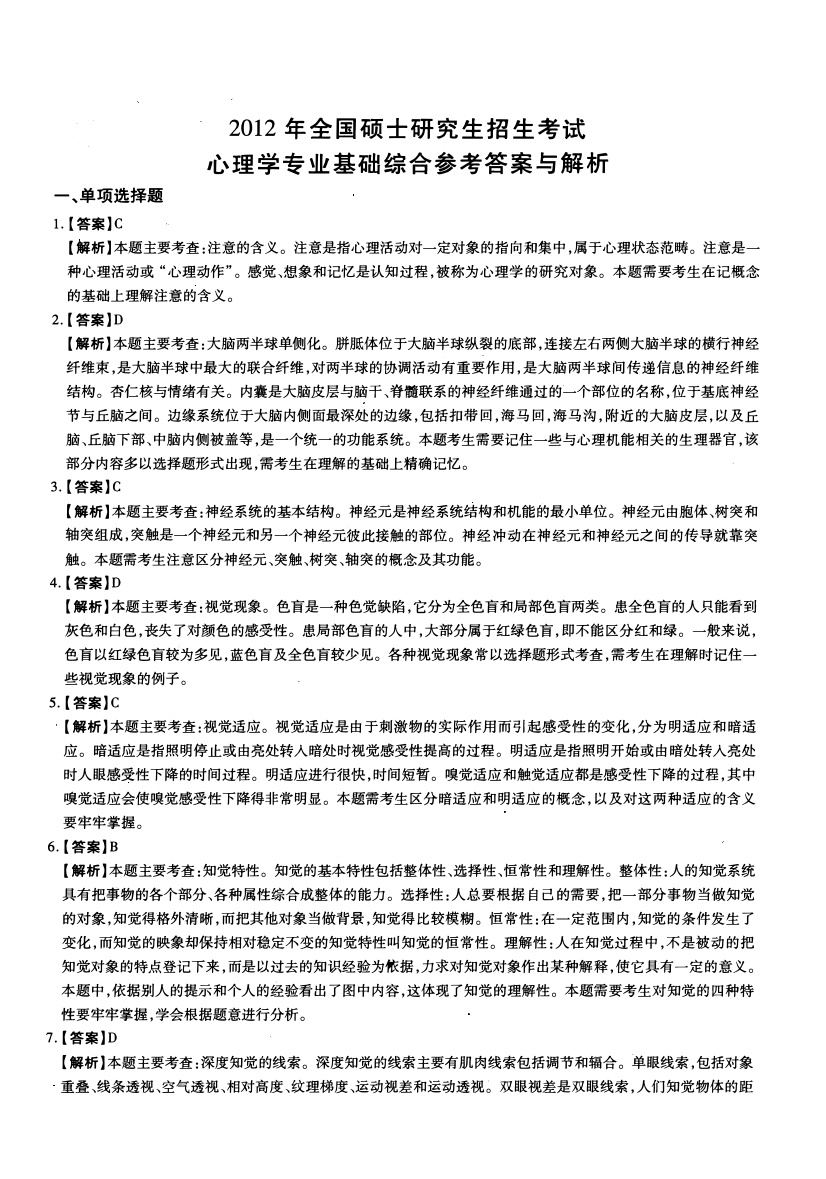 2012 年全国硕士研究生招生考试
心理学专业基础综合参考答案与解析
一、单项选择题
1.【答案】C
【解析】本题主要考查:注意的含义。注意是指心理活动对一定对象的指向和集中,属于心理状态范畴。注意是一
种心理活动或“心理动作”。感觉、想象和记忆是认知过程,被称为心理学的研究对象。本题需要考生在记概念
的基础上理解注意的含义。
2.【答案】D
【解析】本题主要考查:大脑两半球单侧化。胼胝体位于大脑半球纵裂的底部,连接左右两侧大脑半球的横行神经
纤维束,是大脑半球中最大的联合纤维,对两半球的协调活动有重要作用,是大脑两半球间传递信息的神经纤维
结构。杏仁核与情绪有关。内囊是大脑皮层与脑干、脊髓联系的神经纤维通过的一个部位的名称,位于基底神经
节与丘脑之间。边缘系统位于大脑内侧面最深处的边缘,包括扣带回,海马回,海马沟,附近的大脑皮层,以及丘
脑、丘脑下部、中脑内侧被盖等,是一个统一的功能系统。本题考生需要记住一些与心理机能相关的生理器官,该
部分内容多以选择题形式出现,需考生在理解的基础上精确记忆。
3.【答案】C
【解析】本题主要考查:神经系统的基本结构。神经元是神经系统结构和机能的最小单位。神经元由胞体、树突和
轴突组成,突触是一个神经元和另一个神经元彼此接触的部位。神经冲动在神经元和神经元之间的传导就靠突
触。本题需考生注意区分神经元、突触、树突、轴突的概念及其功能。
4.【答案】D
【解析】本题主要考查:视觉现象。色盲是一种色觉缺陷,它分为全色盲和局部色盲两类。患全色盲的人只能看到
灰色和白色,丧失了对颜色的感受性。患局部色盲的人中,大部分属于红绿色盲,即不能区分红和绿。一般来说,
色盲以红绿色盲较为多见,蓝色盲及全色盲较少见。各种视觉现象常以选择题形式考查,需考生在理解时记住一
些视觉现象的例子。
5.【答案】C
【解析】本题主要考查:视觉适应。视觉适应是由于刺激物的实际作用而引起感受性的变化,分为明适应和暗适
应。暗适应是指照明停止或由亮处转入暗处时视觉感受性提高的过程。明适应是指照明开始或由暗处转入亮处
时人眼感受性下降的时间过程。明适应进行很快,时间短暂。嗅觉适应和触觉适应都是感受性下降的过程,其中
嗅觉适应会使嗅觉感受性下降得非常明显。本题需考生区分暗适应和明适应的概念,以及对这两种适应的含义
要牢牢掌握。
6.【答案】B
【解析】本题主要考查:知觉特性。知觉的基本特性包括整体性、选择性、恒常性和理解性。整体性:人的知觉系统
具有把事物的各个部分、各种属性综合成整体的能力。选择性:人总要根据自己的需要,把一部分事物当做知觉
的对象,知觉得格外清晰,而把其他对象当做背景,知觉得比较模糊。恒常性:在一定范围内,知觉的条件发生了
变化,而知觉的映象却保持相对稳定不变的知觉特性叫知觉的恒常性。理解性:人在知觉过程中,不是被动的把
知觉对象的特点登记下来,而是以过去的知识经验为依据,力求对知觉对象作出某种解释,使它具有一定的意义。
本题中,依据别人的提示和个人的经验看出了图中内容,这体现了知觉的理解性。本题需要考生对知觉的四种特
性要牢牢掌握,学会根据题意进行分析。
7.【答案】D
【解析】本题主要考查:深度知觉的线索。深度知觉的线索主要有肌肉线索包括调节和辐合。单眼线索,包括对象
重叠、线条透视、空气透视、相对高度、纹理梯度、运动视差和运动透视。双眼视差是双眼线索,人们知觉物体的距